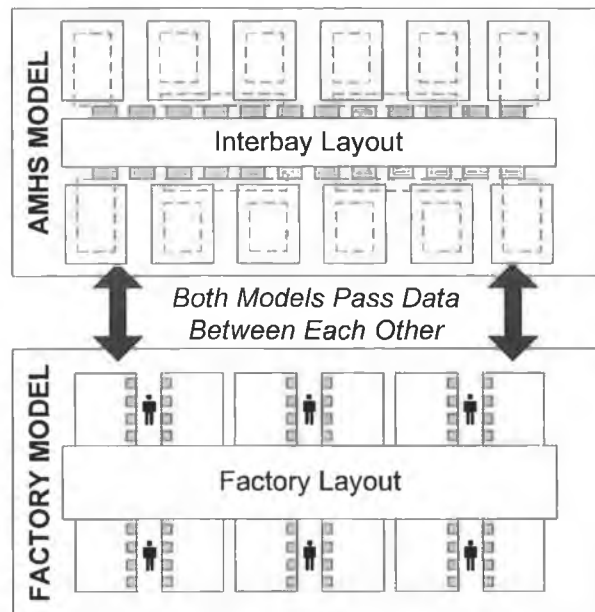 AMHS MODEL
Interbay Layout
Both Models Pass Data
Between Each Other
FACTORY MODEL
Factory Layout